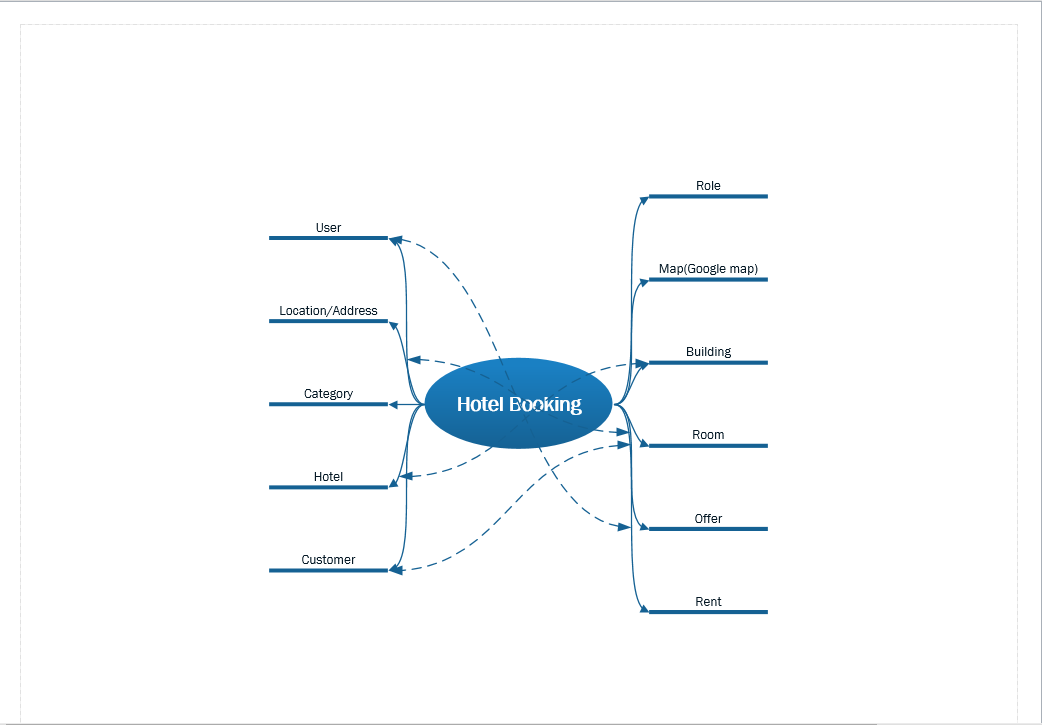 Role
User
Map(Google map)
Location/Address
Building
Category
Hotel Booking
Room
Hotel
Offer
Customer
Rent